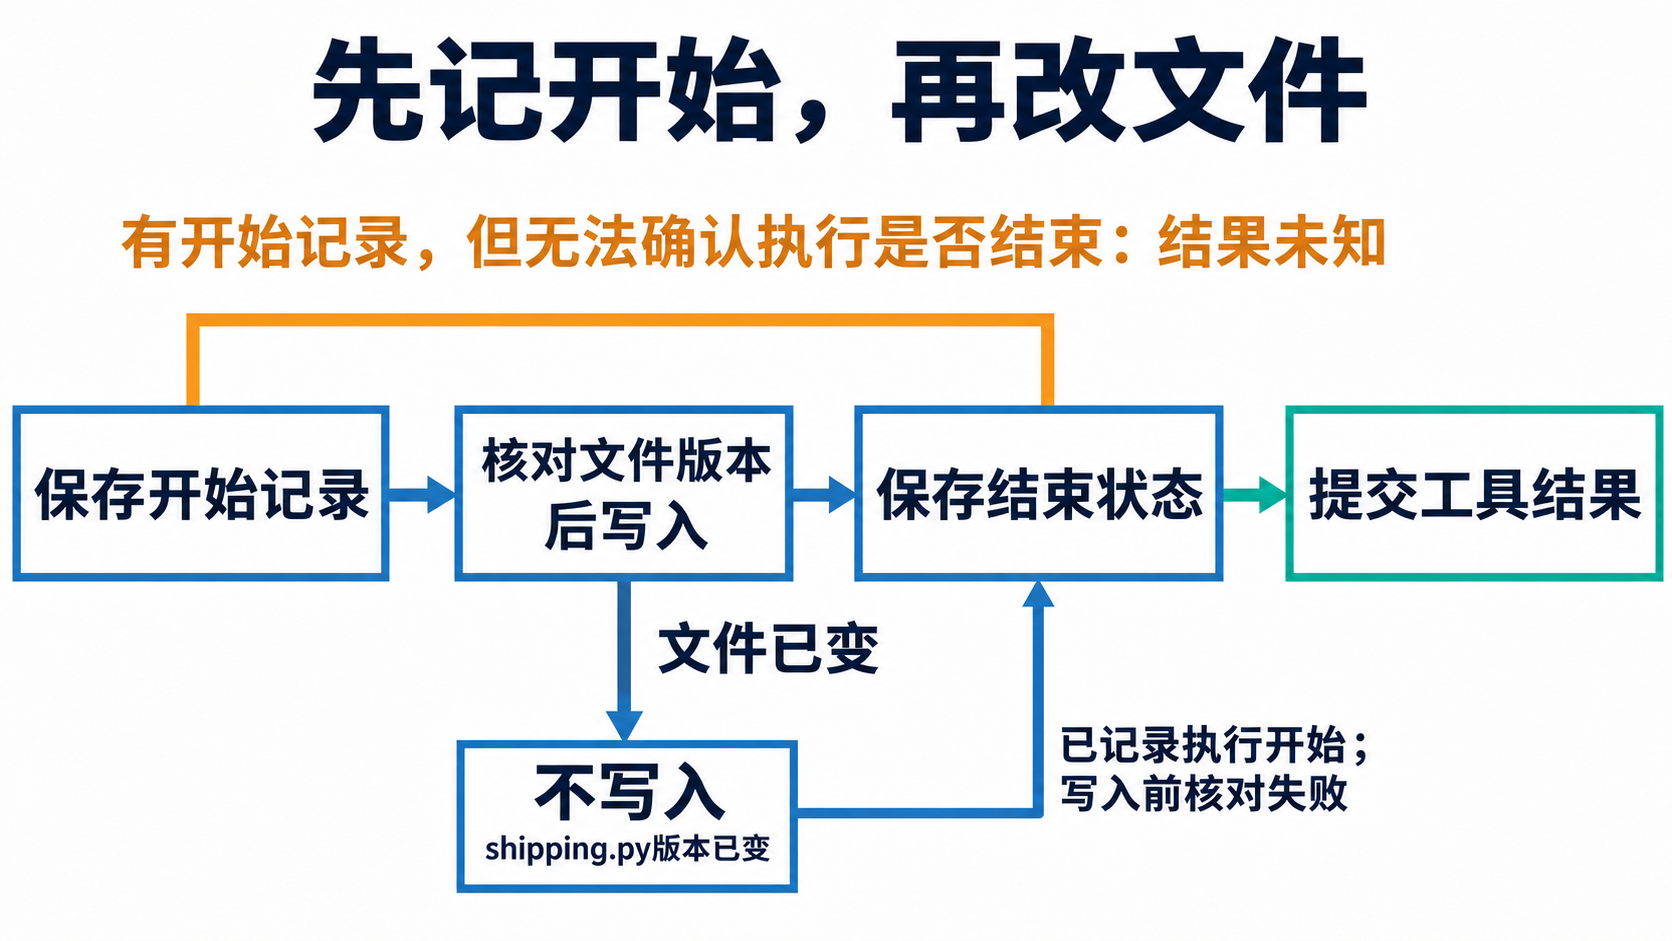 先记开始，再改文件
有开始记录，但无法确认执行是否结束：结果未知
保存开始记录
核对文件版本
后写入
保存结束状态
提交工具结果
文件已变
不写入
shipping.py版本已变
已记录执行开始；
写入前核对失败